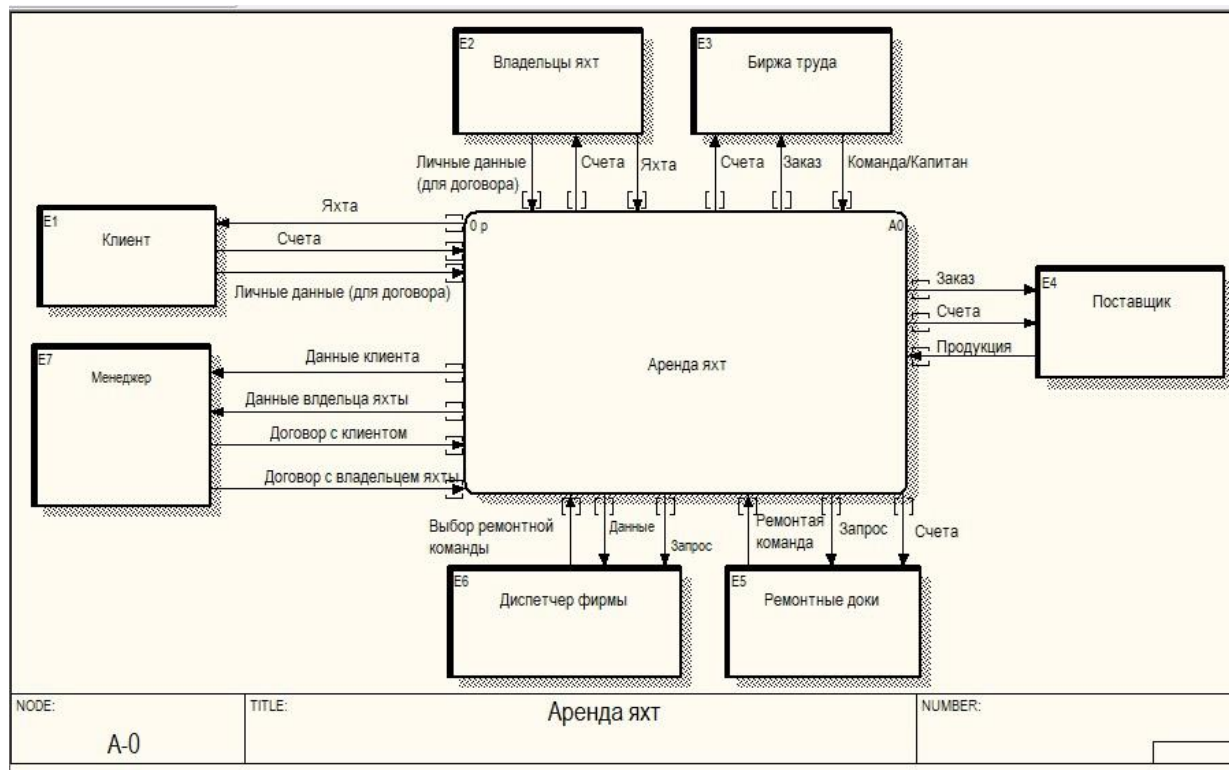 E2
Владельцы яхт
E3
Биржа труда
Личные данные
(для договора)
Счета
Яхта
Счета
Заказ
Команда/Капитан
E1
Клиент
Яхта
Счета
Личные данные (для договора)
0 р
A0
Аренда яхт
Заказ
Счета
Продукция
E4
Поставщик
E7
Менеджер
Данные клиента
Данные влдельца яхты
Договор с клиентом
Договор с владельцем яхты
Выбор ремонтной
команды
Данные
Запрос
Ремонтая
команда
Запрос
Счета
E6
Диспетчер фирмы
E5
Ремонтные доки
NODE:
A-0
TITLE:
Аренда яхт
NUMBER: